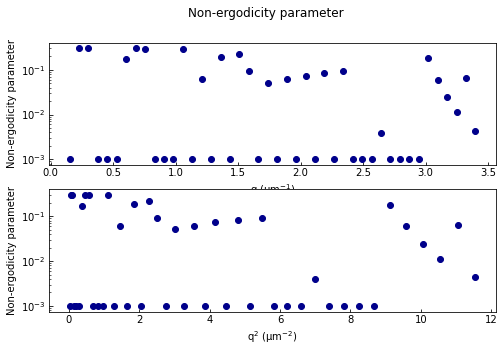 Non-ergodicity parameter
Non-ergodicity parameter
10⁻¹
10⁻²
10⁻³
0.0 0.5 1.0 1.5 2.0 2.5 3.0 3.5
q (μm⁻¹)
Non-ergodicity parameter
10⁻¹
10⁻²
10⁻³
0 2 4 6 8 10 12
q² (μm⁻²)